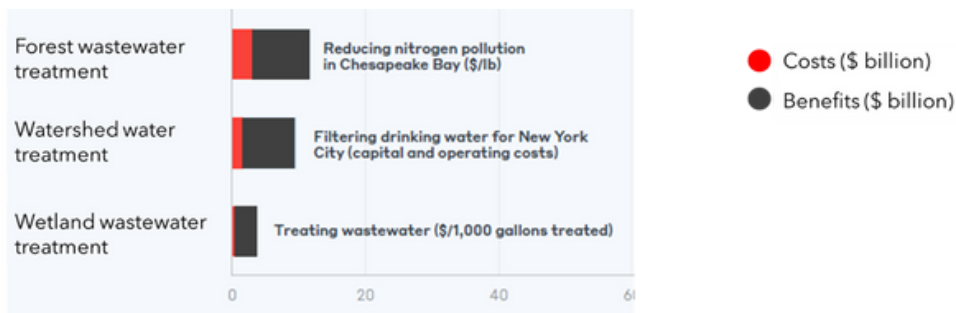 Forest wastewater
treatment
Reducing nitrogen pollution
in Chesapeake Bay ($/lb)
Watershed water
treatment
Filtering drinking water for New York
City (capital and operating costs)
Wetland wastewater
treatment
Treating wastewater ($/1,000 gallons treated)
0 20 40
Costs ($ billion)
Benefits ($ billion)